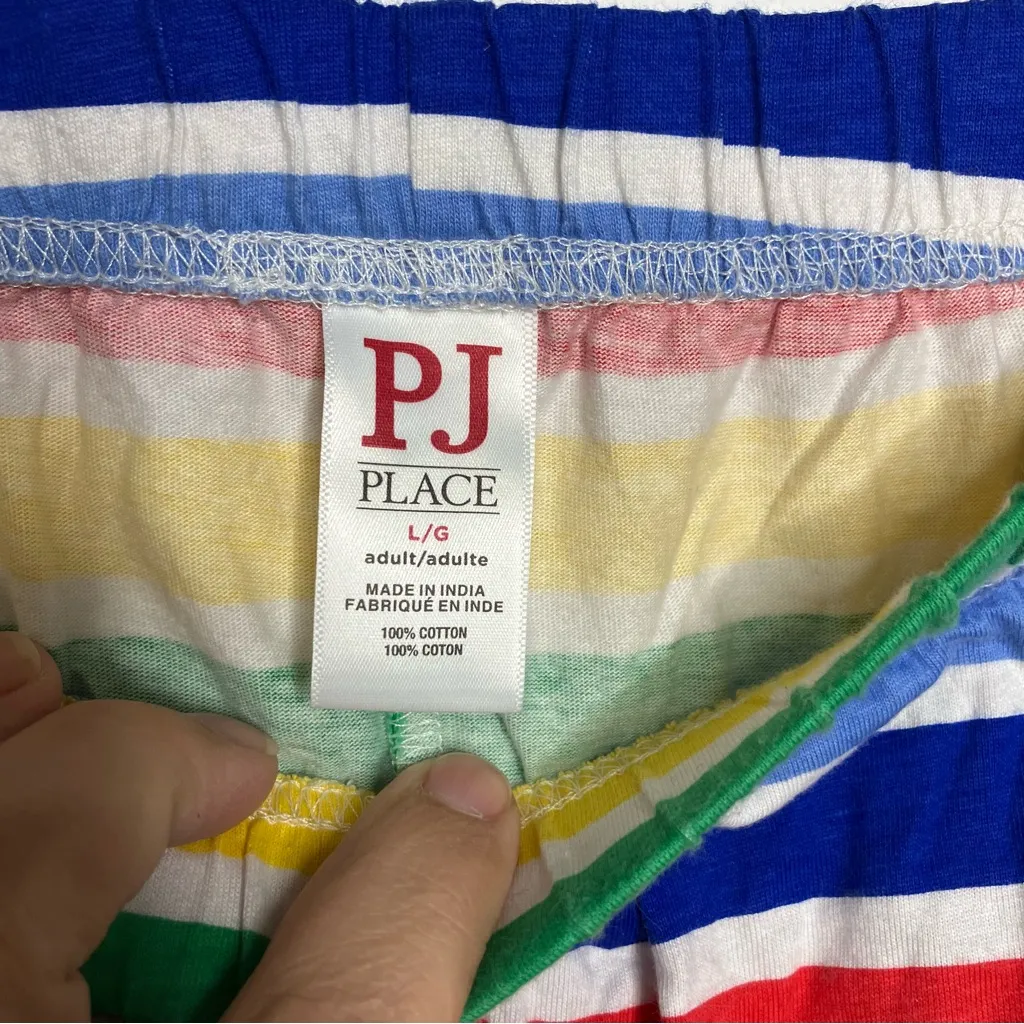 PJ
PLACE
L/G
adult/adulte
MADE IN INDIA
FABRIQUÉ EN INDE
100% COTTON
100% COTON